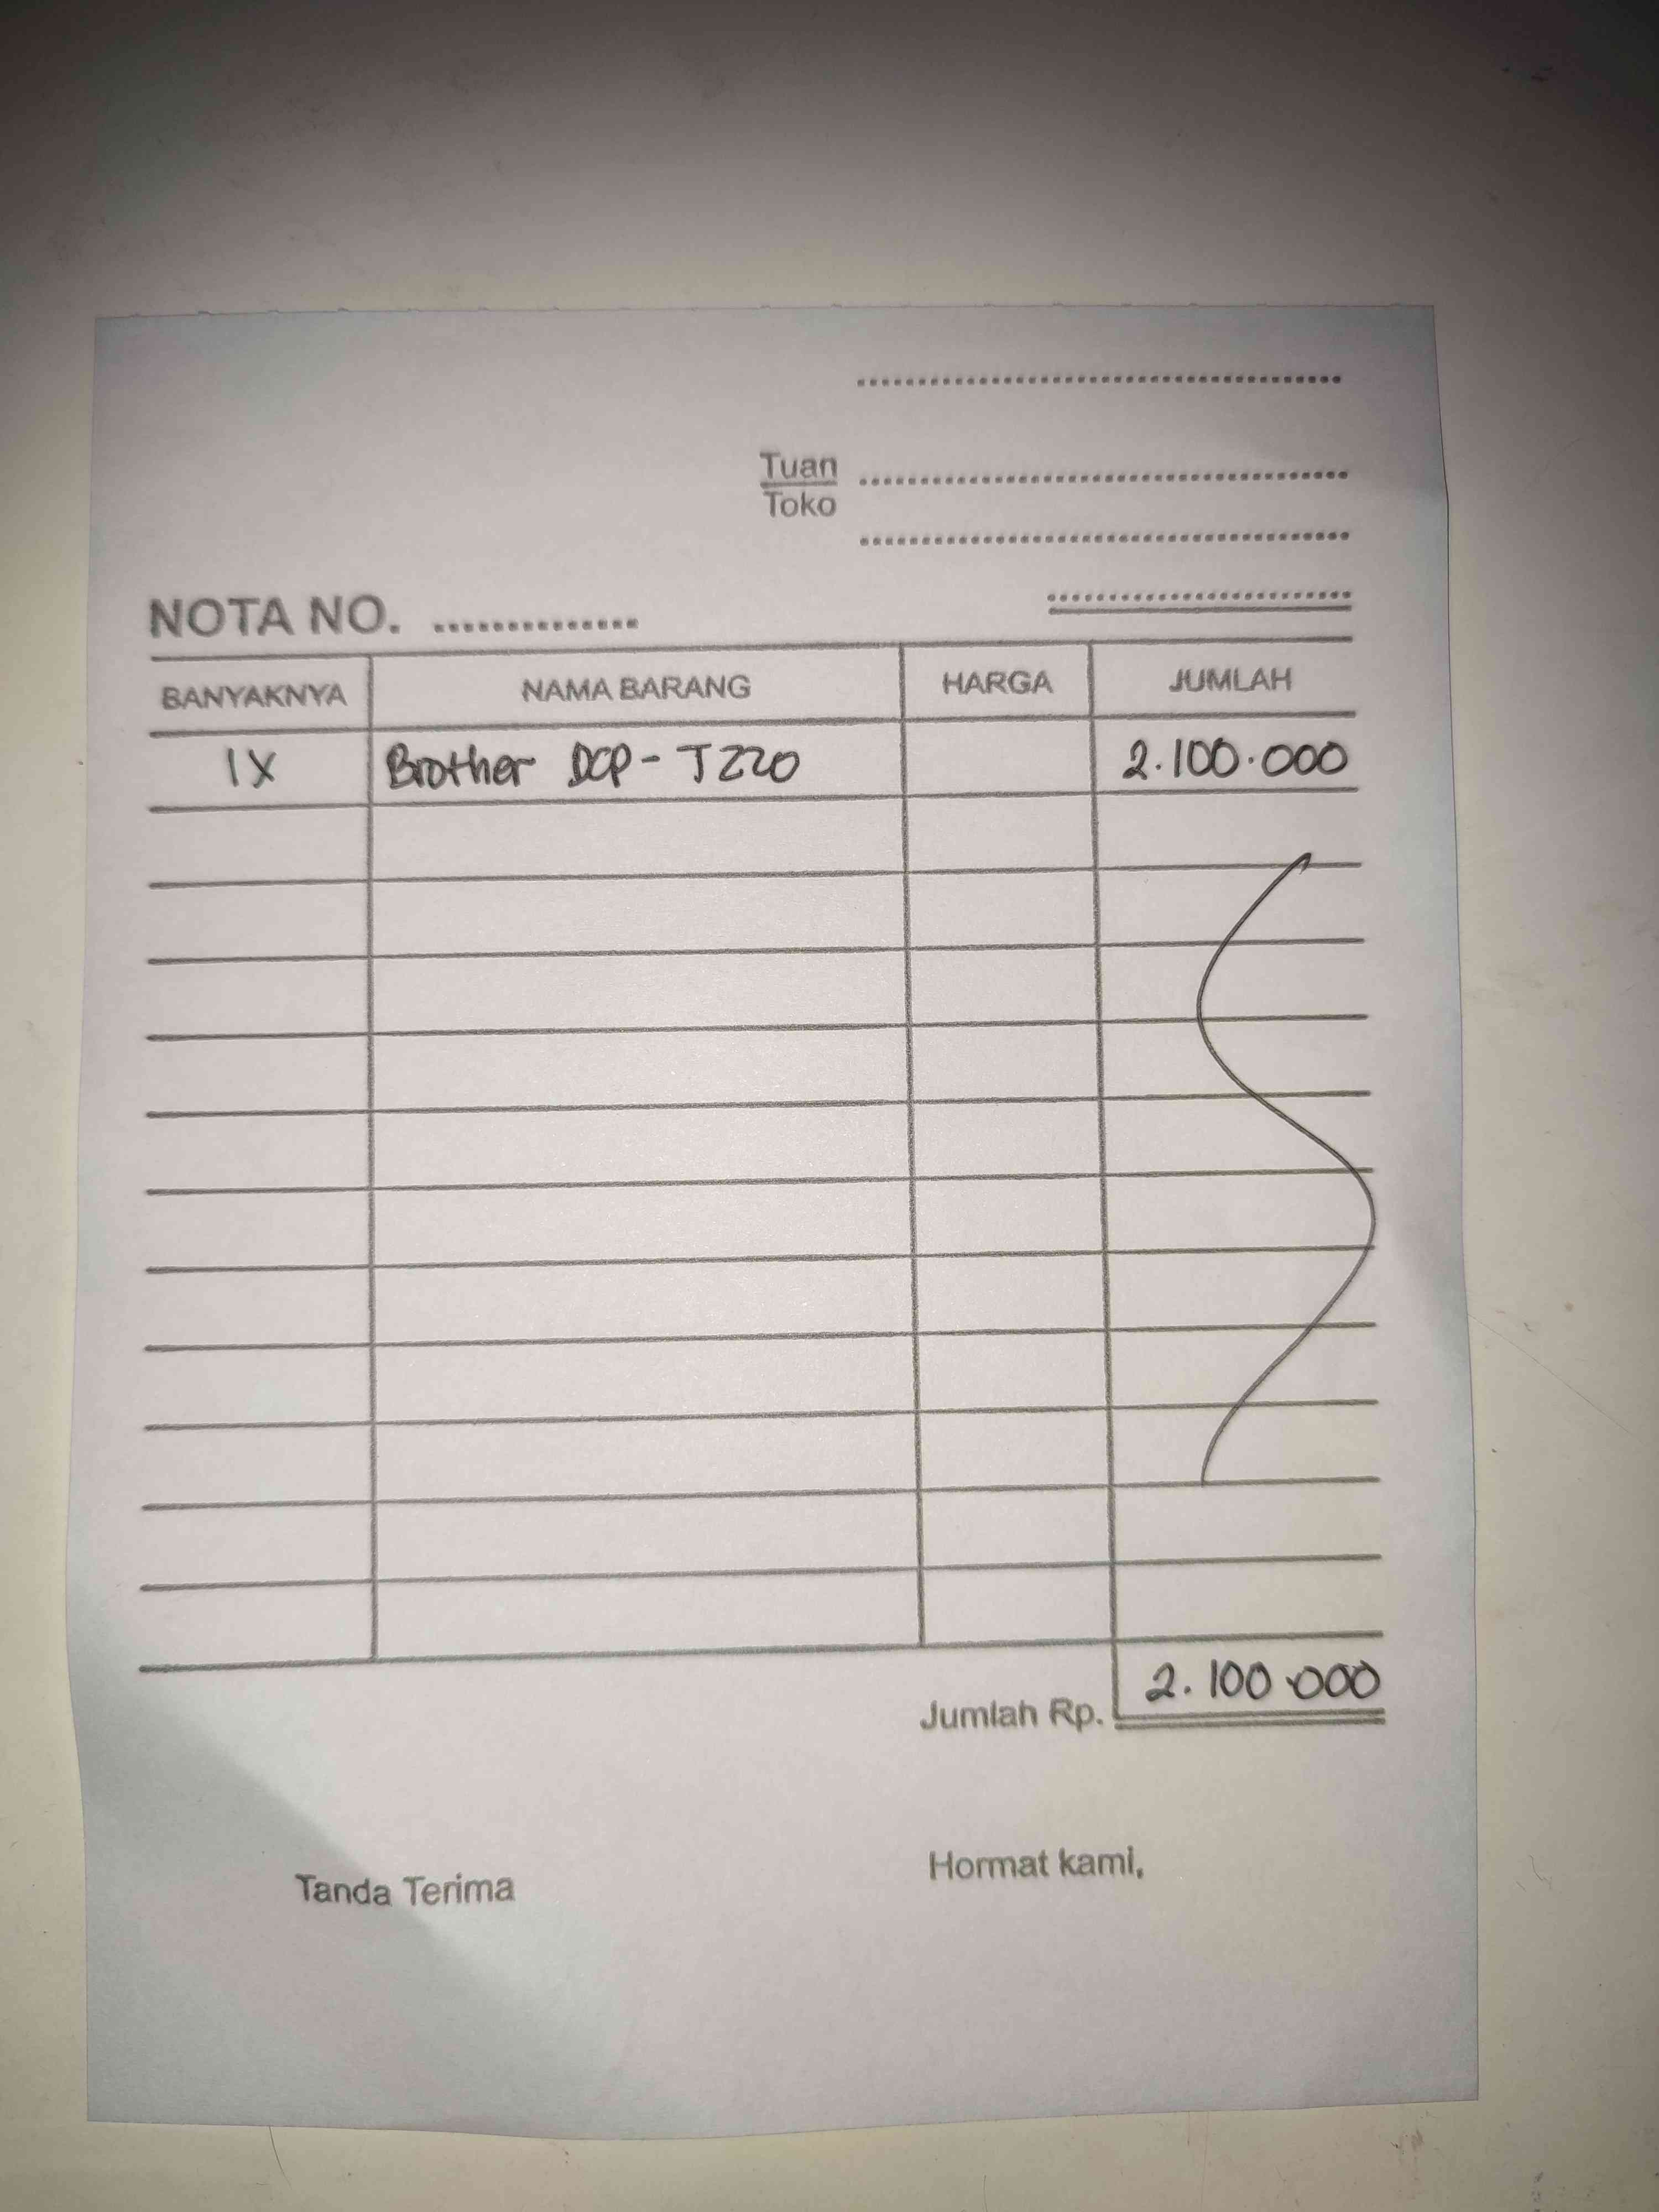 Tuan
Toko
NOTA NO. ...............
BANYAKNYA NAMA BARANG HARGA JUMLAH
1X Brother DCP-T220 2.100.000
Jumlah Rp. 2.100.000
Tanda Terima Hormat kami,